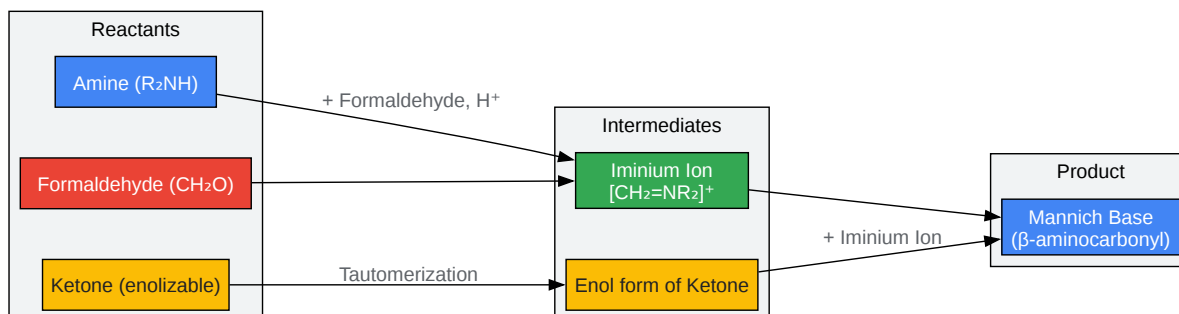 Reactants
Amine (R₂NH)
+ Formaldehyde, H⁺
Formaldehyde (CH₂O)
Ketone (enolizable)
Tautomerization
Intermediates
Iminium Ion
[CH₂=NR₂]⁺
Enol form of Ketone
+ Iminium Ion
Product
Mannich Base
(β-aminocarbonyl)